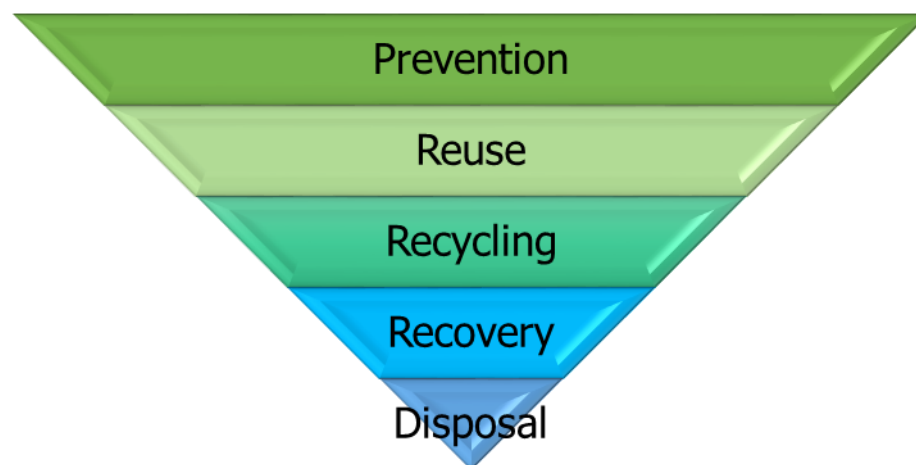 Prevention
Reuse
Recycling
Recovery
Disposal